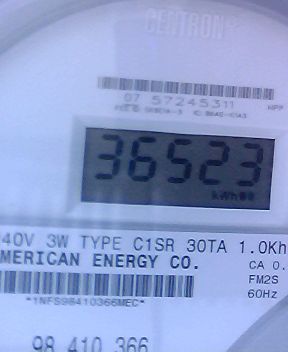 CENTRON
07 57245311
36523
kWh
40V 3W TYPE C1SR 30TA 1.0Kh
MERICAN ENERGY CO.
CA 0.
FM2S
60Hz
*1NFS98410366MEC*
98 410 366